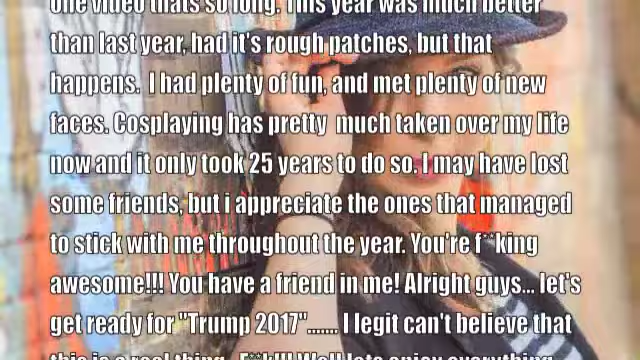 one video thats so long. This year was much better
than last year, had it's rough patches, but that
happens.  I had plenty of fun, and met plenty of new
faces. Cosplaying has pretty  much taken over my life
now and it only took 25 years to do so. I may have lost
some friends, but i appreciate the ones that managed
to stick with me throughout the year. You're f**king
awesome!!! You have a friend in me! Alright guys... let's
get ready for "Trump 2017"....... I legit can't believe that
this is a real thing.  F**k!!! Well lets enjoy everything